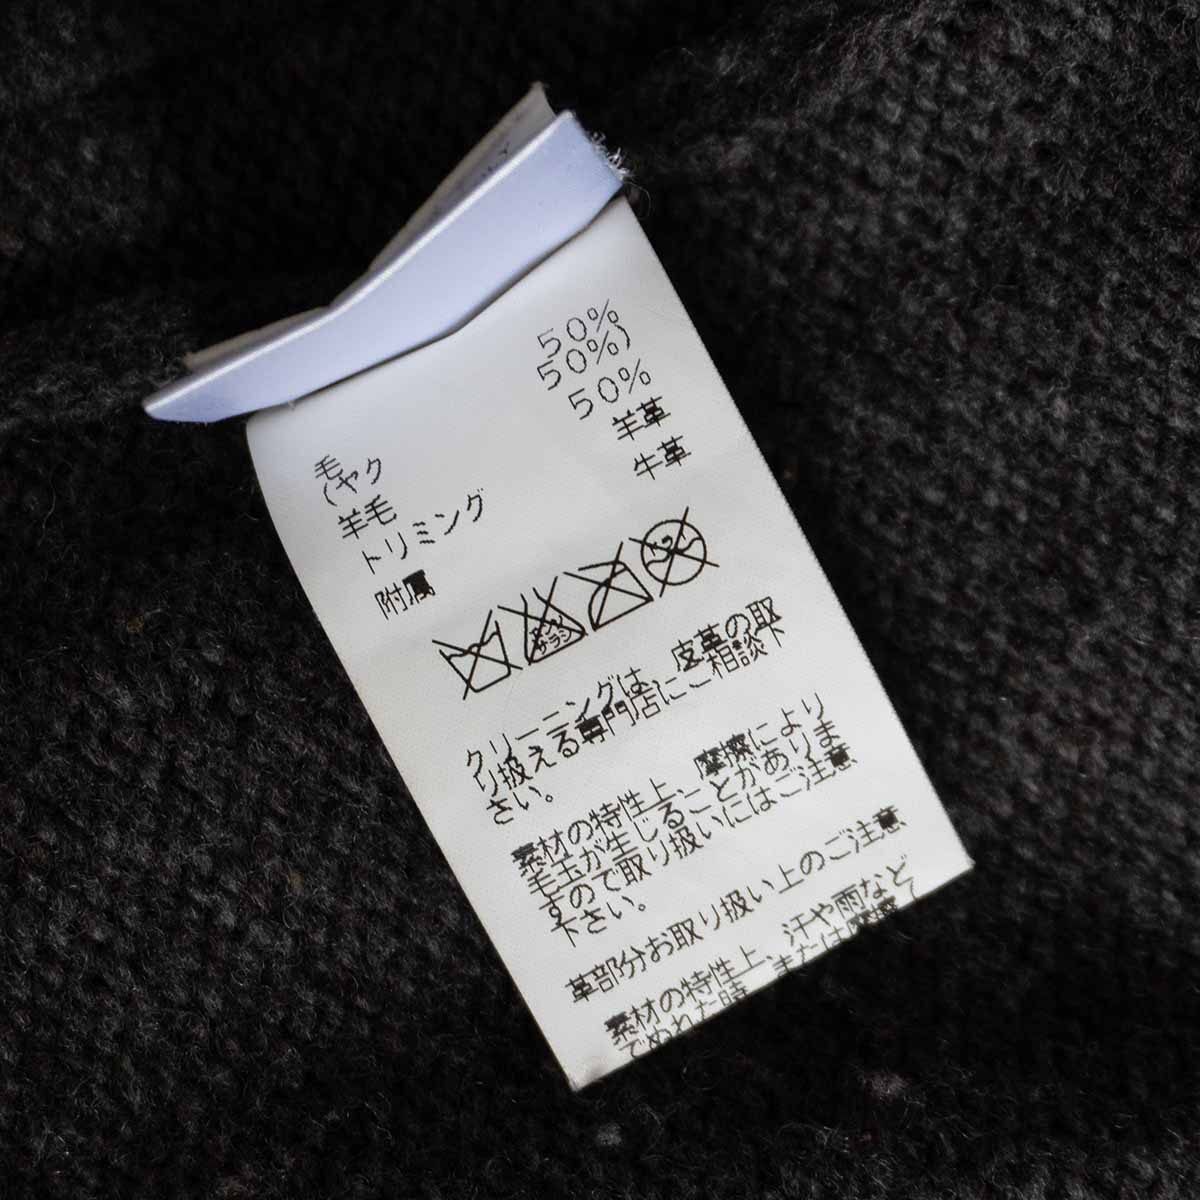 毛 50%
(ヤク 50%)
羊毛 50%
トリミング 羊革
附属 牛革
エンソ
サラシ
クリーニングは、皮革の取
り扱える専門店にご相談下
さい。
素材の特性上、摩擦により
毛玉が生じることがありま
すので取り扱いにはご注意
下さい。
革部分お取り扱い上のご注意
素材の特性上、汗や雨など
でぬれた時、または摩擦